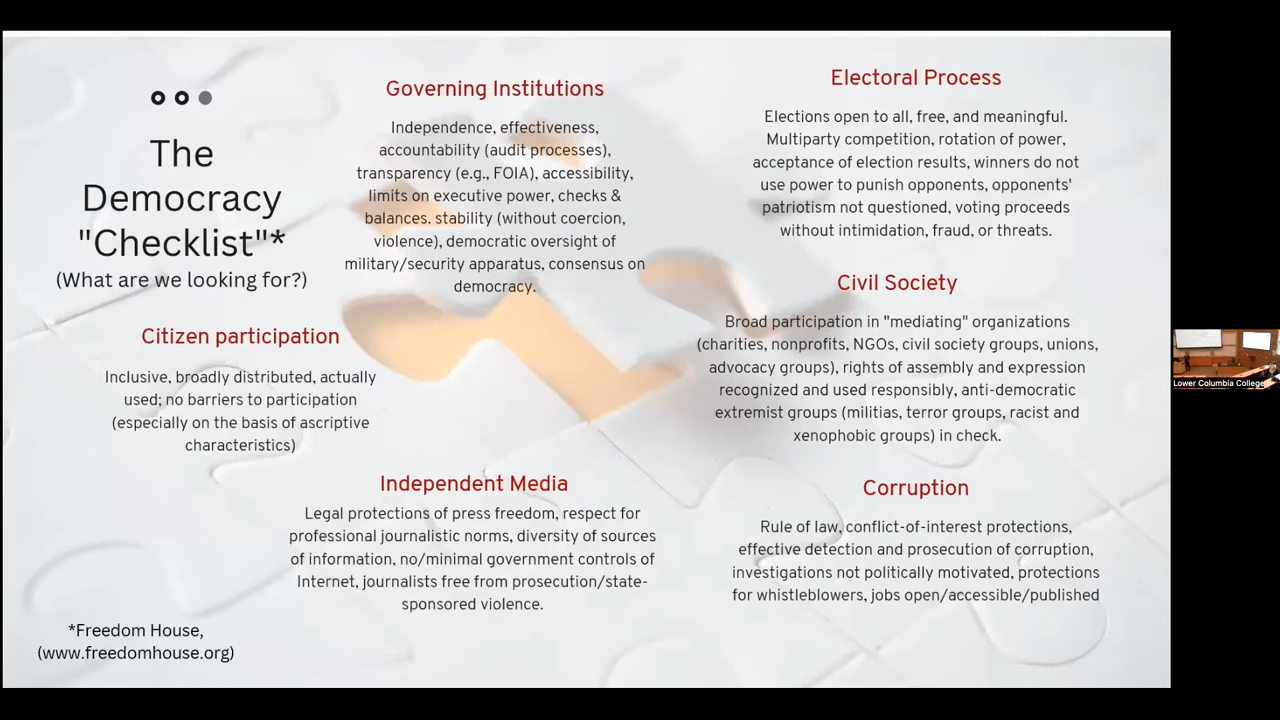 The
Democracy
"Checklist"*
(What are we looking for?)
Citizen participation
Inclusive, broadly distributed, actually
used; no barriers to participation
(especially on the basis of ascriptive
characteristics)
Governing Institutions
Independence, effectiveness,
accountability (audit processes),
transparency (e.g., FOIA), accessibility,
limits on executive power, checks &
balances. stability (without coercion,
violence), democratic oversight of
military/security apparatus, consensus on
democracy.
Independent Media
Legal protections of press freedom, respect for
professional journalistic norms, diversity of sources
of information, no/minimal government controls of
Internet, journalists free from prosecution/state-
sponsored violence.
Electoral Process
Elections open to all, free, and meaningful.
Multiparty competition, rotation of power,
acceptance of election results, winners do not
use power to punish opponents, opponents'
patriotism not questioned, voting proceeds
without intimidation, fraud, or threats.
Civil Society
Broad participation in "mediating" organizations
(charities, nonprofits, NGOs, civil society groups, unions,
advocacy groups), rights of assembly and expression
recognized and used responsibly, anti-democratic
extremist groups (militias, terror groups, racist and
xenophobic groups) in check.
Corruption
Rule of law, conflict-of-interest protections,
effective detection and prosecution of corruption,
investigations not politically motivated, protections
for whistleblowers, jobs open/accessible/published
*Freedom House,
(www.freedomhouse.org)
Lower Columbia College